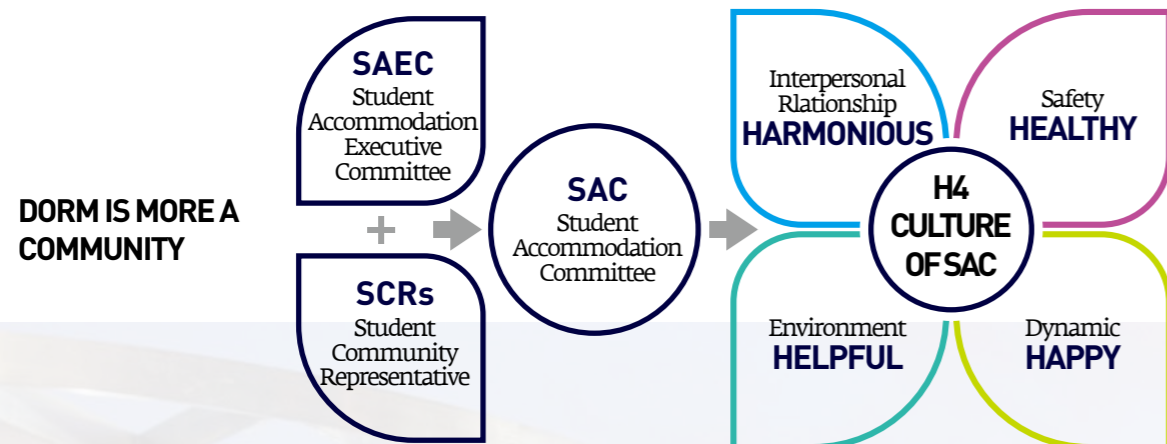 DORM IS MORE A
COMMUNITY
SAEC
Student
Accommodation
Executive
Committee
+
SCRs
Student
Community
Representative
SAC
Student
Accommodation
Committee
Interpersonal
Rlationship
HARMONIOUS
Safety
HEALTHY
H4
CULTURE
OF SAC
Environment
HELPFUL
Dynamic
HAPPY